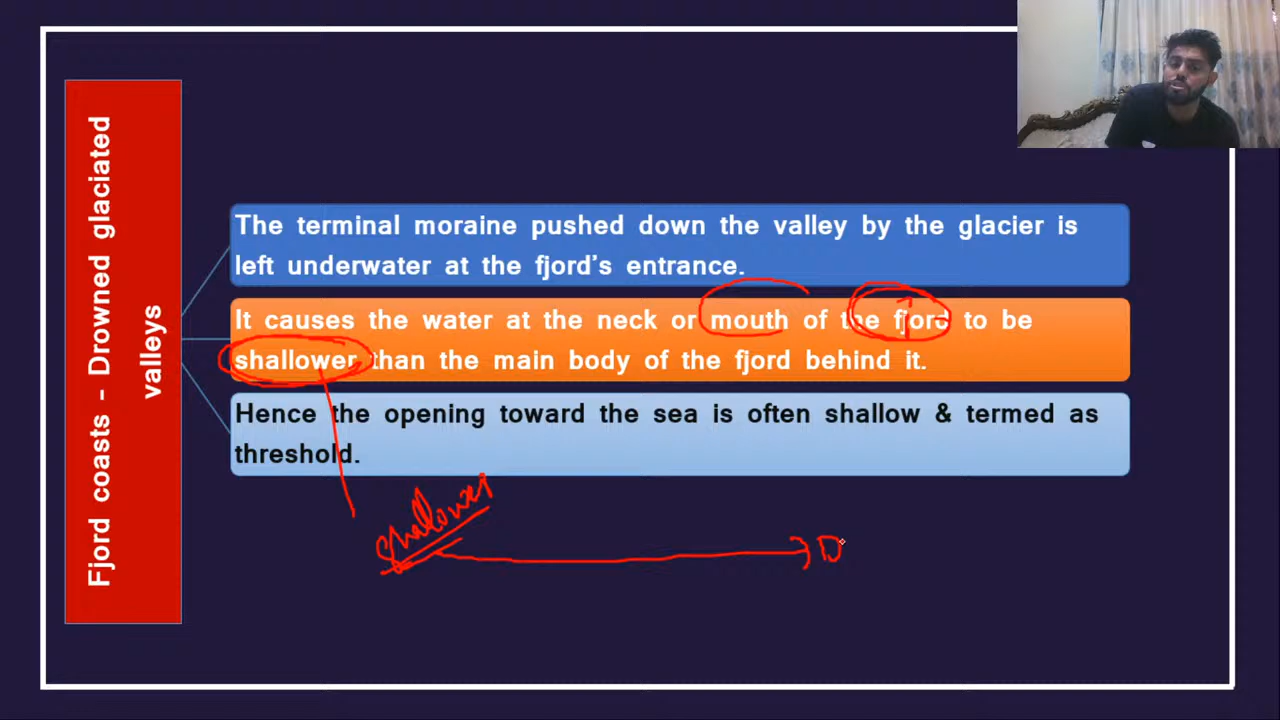 Fjord coasts - Drowned glaciated
valleys
The terminal moraine pushed down the valley by the glacier is
left underwater at the fjord's entrance.
It causes the water at the neck or mouth of the fjord to be
shallower than the main body of the fjord behind it.
Hence the opening toward the sea is often shallow & termed as
threshold.
shallower
D